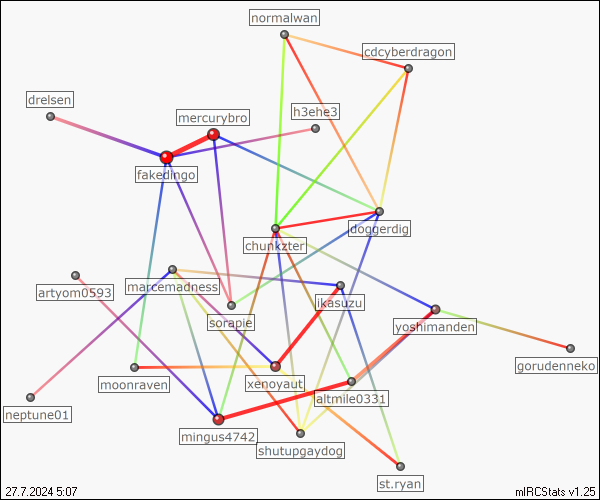 normalwan
cdcyberdragon
drelsen
h3ehe3
mercurybro
fakedingo
doggerdig
chunkzter
marcemadness
artyom0593
ikasuzu
sorapie
yoshimanden
gorudenneko
moonraven
xenoyaut
altmile0331
neptune01
mingus4742
shutupgaydog
st.ryan
27.7.2024 5:07
mIRCStats v1.25